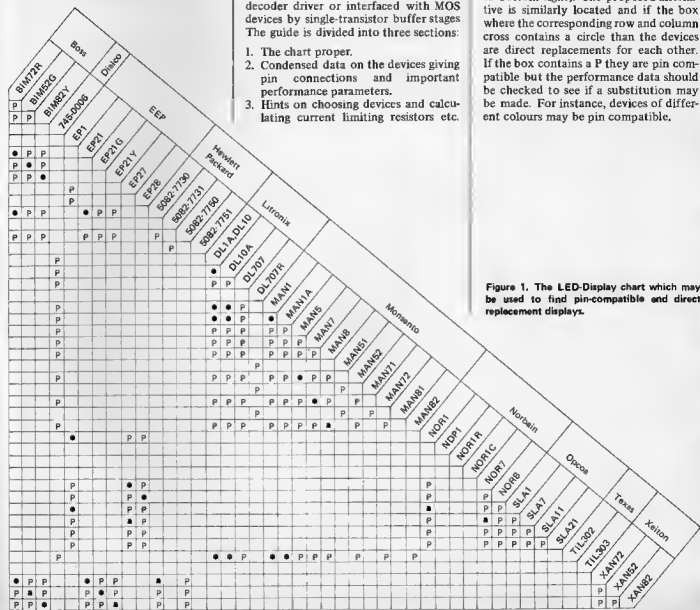 decoder driver or interfaced with MOS
devices by single-transistor buffer stages
The guide is divided into three sections:
1. The chart proper.
2. Condensed data on the devices giving
pin connections and important
performance parameters.
3. Hints on choosing devices and calcu-
lating current limiting resistors etc.
tive is similarly located and if the box
where the corresponding row and column
cross contains a circle than the devices
are direct replacements for each other.
If the box contains a P they are pin com-
patible but the performance data should
be checked to see if a substitution may
be made. For instance, devices of differ-
ent colours may be pin compatible.
Figure 1. The LED-Display chart which may
be used to find pin-compatible and direct
replacement displays.
Boss
Dialco
EEP
Hewlett
Packard
Litronix
Monsanto
Norbain
Opcoa
Texas
Xciton
BIM72R
BIM52G
BIM82Y
745-0006
EP1
EP21
EP21G
EP21Y
EP27
EP28
5082-7730
5082-7731
5082-7750
5082-7751
DL1A,DL10
DL10A
DL707
DL707R
MAN1
MAN1A
MAN5
MAN7
MAN8
MAN51
MAN52
MAN71
MAN72
MAN81
MAN82
NOR1
NDP1
NOR1R
NOR1C
NOR7
NOR8
SLA1
SLA7
SLA11
SLA21
TIL302
TIL303
XAN72
XAN52
XAN82
P
P P
P P
P P
P P
P
P
P P P
P P P P P P P
P
P
P
P P P
P
P P P
P P P
P P P P P
P P P P P P
P
P P P P P P P
P
P P P P P P P
P
P P P P P P P
P P
P P P
P P P
P P
P P P P
P P P P P P
P P P P P P P
P P P P P P P P
P P P P P P
P P P
P P P P P
P P P P P P